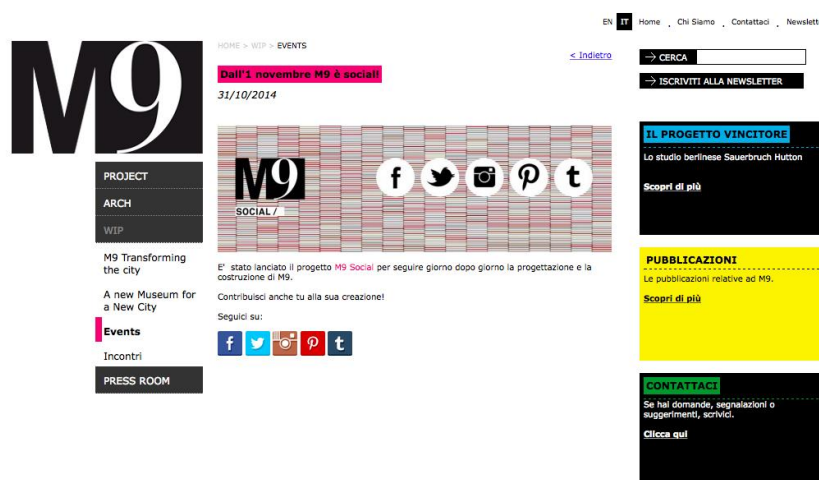 EN IT Home . Chi Siamo . Contattaci . Newslett
M9
HOME > WIP > EVENTS
< Indietro
Dall'1 novembre M9 è social!
31/10/2014
M9
SOCIAL /
f p t
PROJECT
ARCH
WIP
M9 Transforming
the city
A new Museum for
a New City
Events
Incontri
PRESS ROOM
E' stato lanciato il progetto M9 Social per seguire giorno dopo giorno la progettazione e la
costruzione di M9.
Contribuisci anche tu alla sua creazione!
Seguici su:
f p t
→ CERCA
→ ISCRIVITI ALLA NEWSLETTER
IL PROGETTO VINCITORE
Lo studio berlinese Sauerbruch Hutton
Scopri di più
PUBBLICAZIONI
Le pubblicazioni relative ad M9.
Scopri di più
CONTATTACI
Se hai domande, segnalazioni o
suggerimenti, scrivici.
Clicca qui